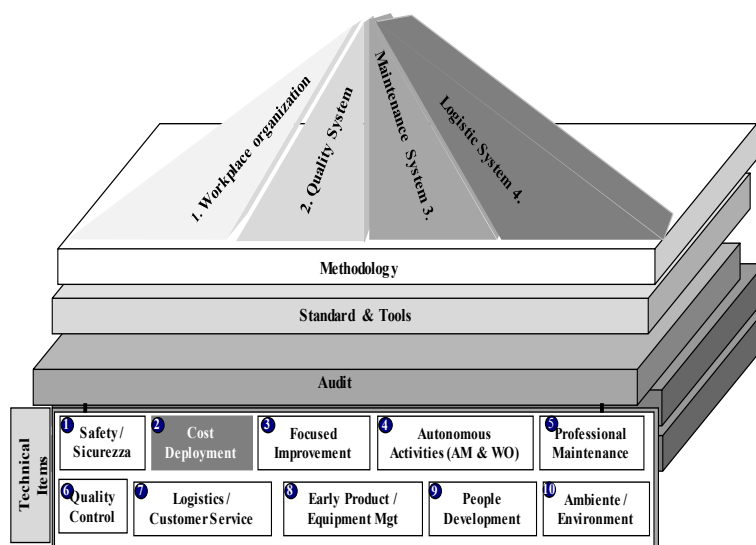 1. Workplace organization
2. Quality System
Maintenance System 3.
Logistic System 4.
Methodology
Standard & Tools
Audit
Technical
Items
1
Safety /
Sicurezza
2
Cost
Deployment
3
Focused
Improvement
4
Autonomous
Activities (AM & WO)
5
Professional
Maintenance
6
Quality
Control
7
Logistics /
Customer Service
8
Early Product /
Equipment Mgt
9
People
Development
10
Ambiente /
Environment